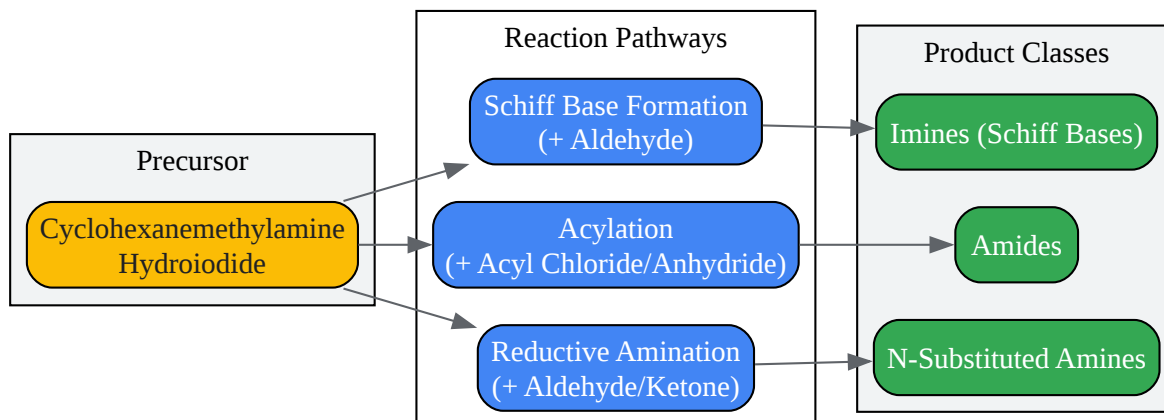 Precursor
Cyclohexanemethylamine
Hydroiodide
Reaction Pathways
Schiff Base Formation
(+ Aldehyde)
Acylation
(+ Acyl Chloride/Anhydride)
Reductive Amination
(+ Aldehyde/Ketone)
Product Classes
Imines (Schiff Bases)
Amides
N-Substituted Amines